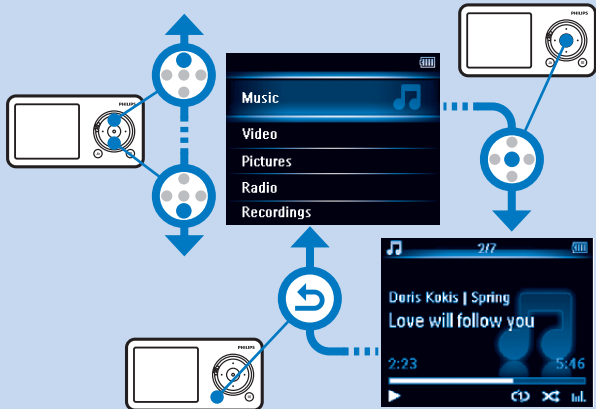 PHILIPS
PHILIPS
Music
Video
Pictures
Radio
Recordings
2/7
Doris Kokis | Spring
Love will follow you
2:23
5:46
PHILIPS